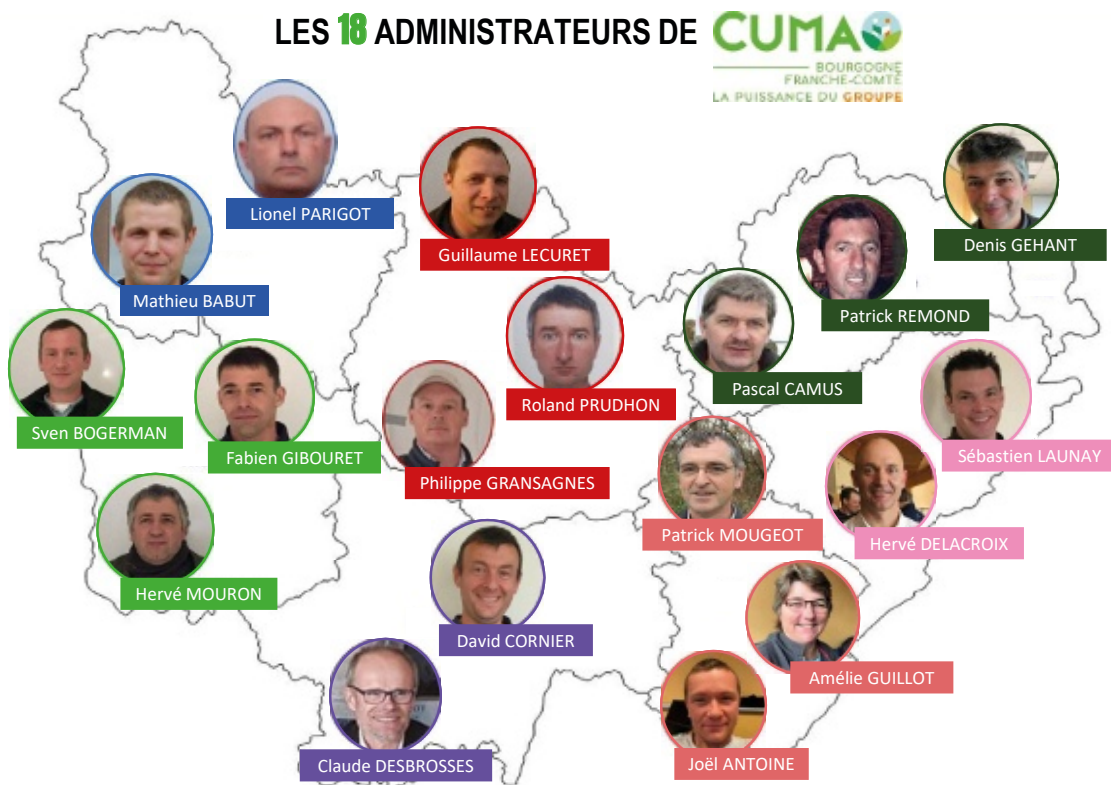 LES 18 ADMINISTRATEURS DE
CUMA
BOURGOGNE
FRANCHE-COMTÉ
LA PUISSANCE DU GROUPE
Lionel PARIGOT
Guillaume LECURET
Denis GEHANT
Mathieu BABUT
Patrick REMOND
Pascal CAMUS
Roland PRUDHON
Sven BOGERMAN
Fabien GIBOURET
Sébastien LAUNAY
Philippe GRANSAGNES
Patrick MOUGEOT
Hervé DELACROIX
Hervé MOURON
David CORNIER
Amélie GUILLOT
Claude DESBROSSES
Joël ANTOINE